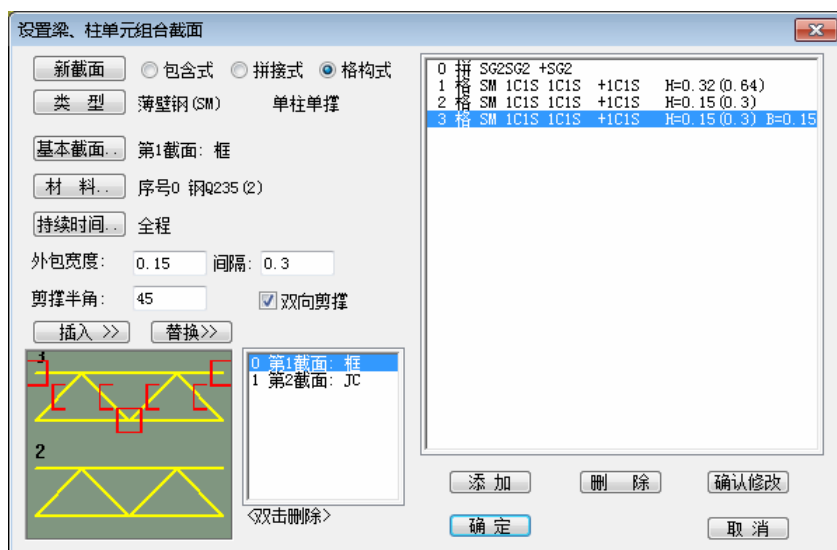 设置梁、柱单元组合截面
新截面 包含式 拼接式 格构式
类 型 薄壁钢(SM) 单柱单撑
基本截面.. 第1截面: 框
材 料.. 序号0 钢Q235(2)
持续时间.. 全程
外包宽度: 0.15 间隔: 0.3
剪撑半角: 45 双向剪撑
插入 >> 替换>>
3
2
0 第1截面: 框
1 第2截面: JC
<双击删除>
0 拼 SG2SG2 +SG2
1 格 SM 1C1S 1C1S +1C1S H=0.32(0.64)
2 格 SM 1C1S 1C1S +1C1S H=0.15(0.3)
3 格 SM 1C1S 1C1S +1C1S H=0.15(0.3) B=0.15
添 加 删 除 确认修改
确 定 取 消